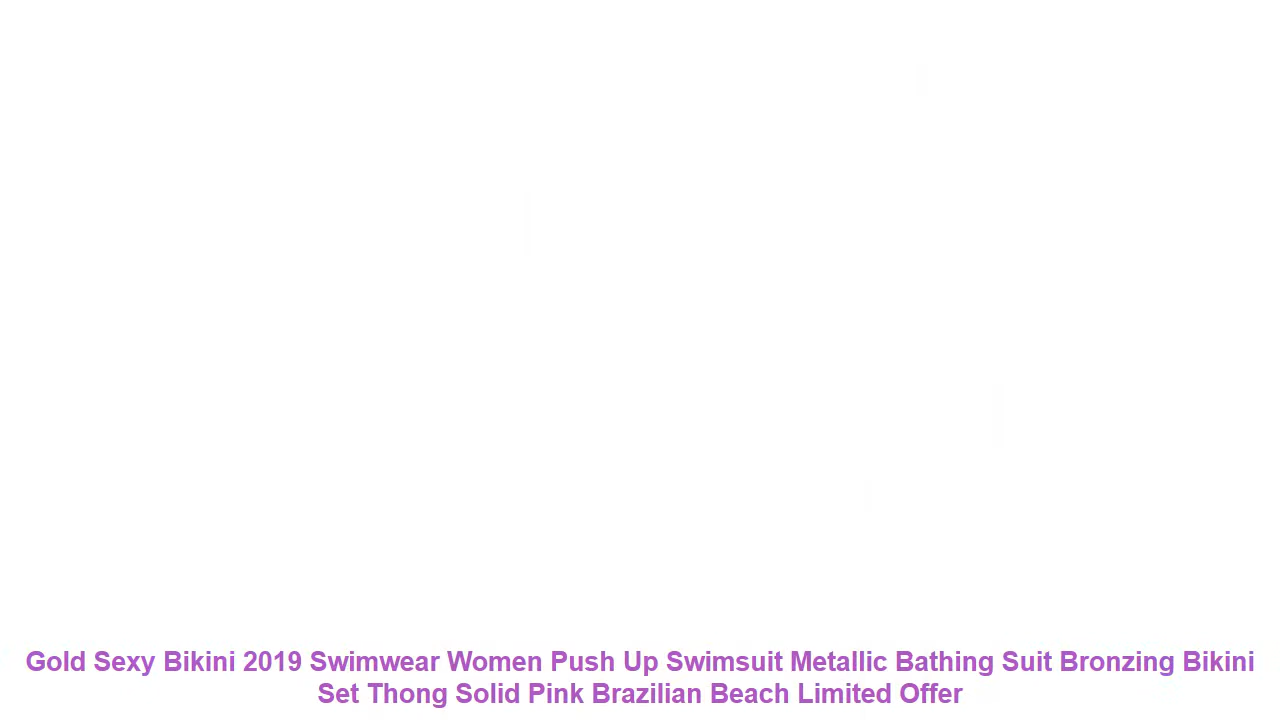 Gold Sexy Bikini 2019 Swimwear Women Push Up Swimsuit Metallic Bathing Suit Bronzing Bikini
Set Thong Solid Pink Brazilian Beach Limited Offer